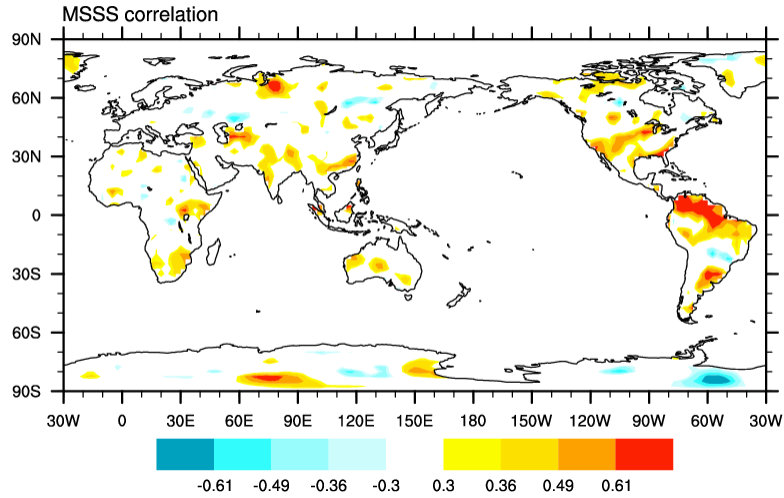 MSSS correlation
90N
60N
30N
0
30S
60S
90S
30W 0 30E 60E 90E 120E 150E 180 150W 120W 90W 60W 30W
-0.61 -0.49 -0.36 -0.3 0.3 0.36 0.49 0.61